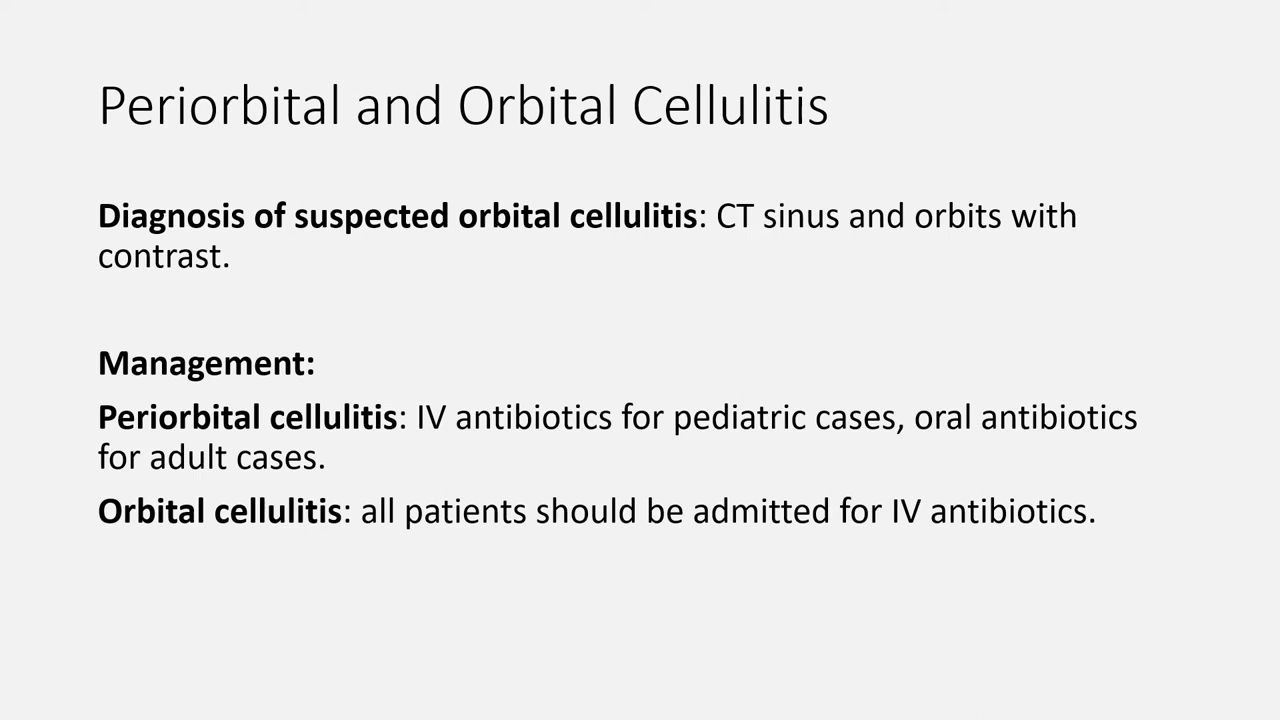 Periorbital and Orbital Cellulitis
Diagnosis of suspected orbital cellulitis: CT sinus and orbits with
contrast.
Management:
Periorbital cellulitis: IV antibiotics for pediatric cases, oral antibiotics
for adult cases.
Orbital cellulitis: all patients should be admitted for IV antibiotics.